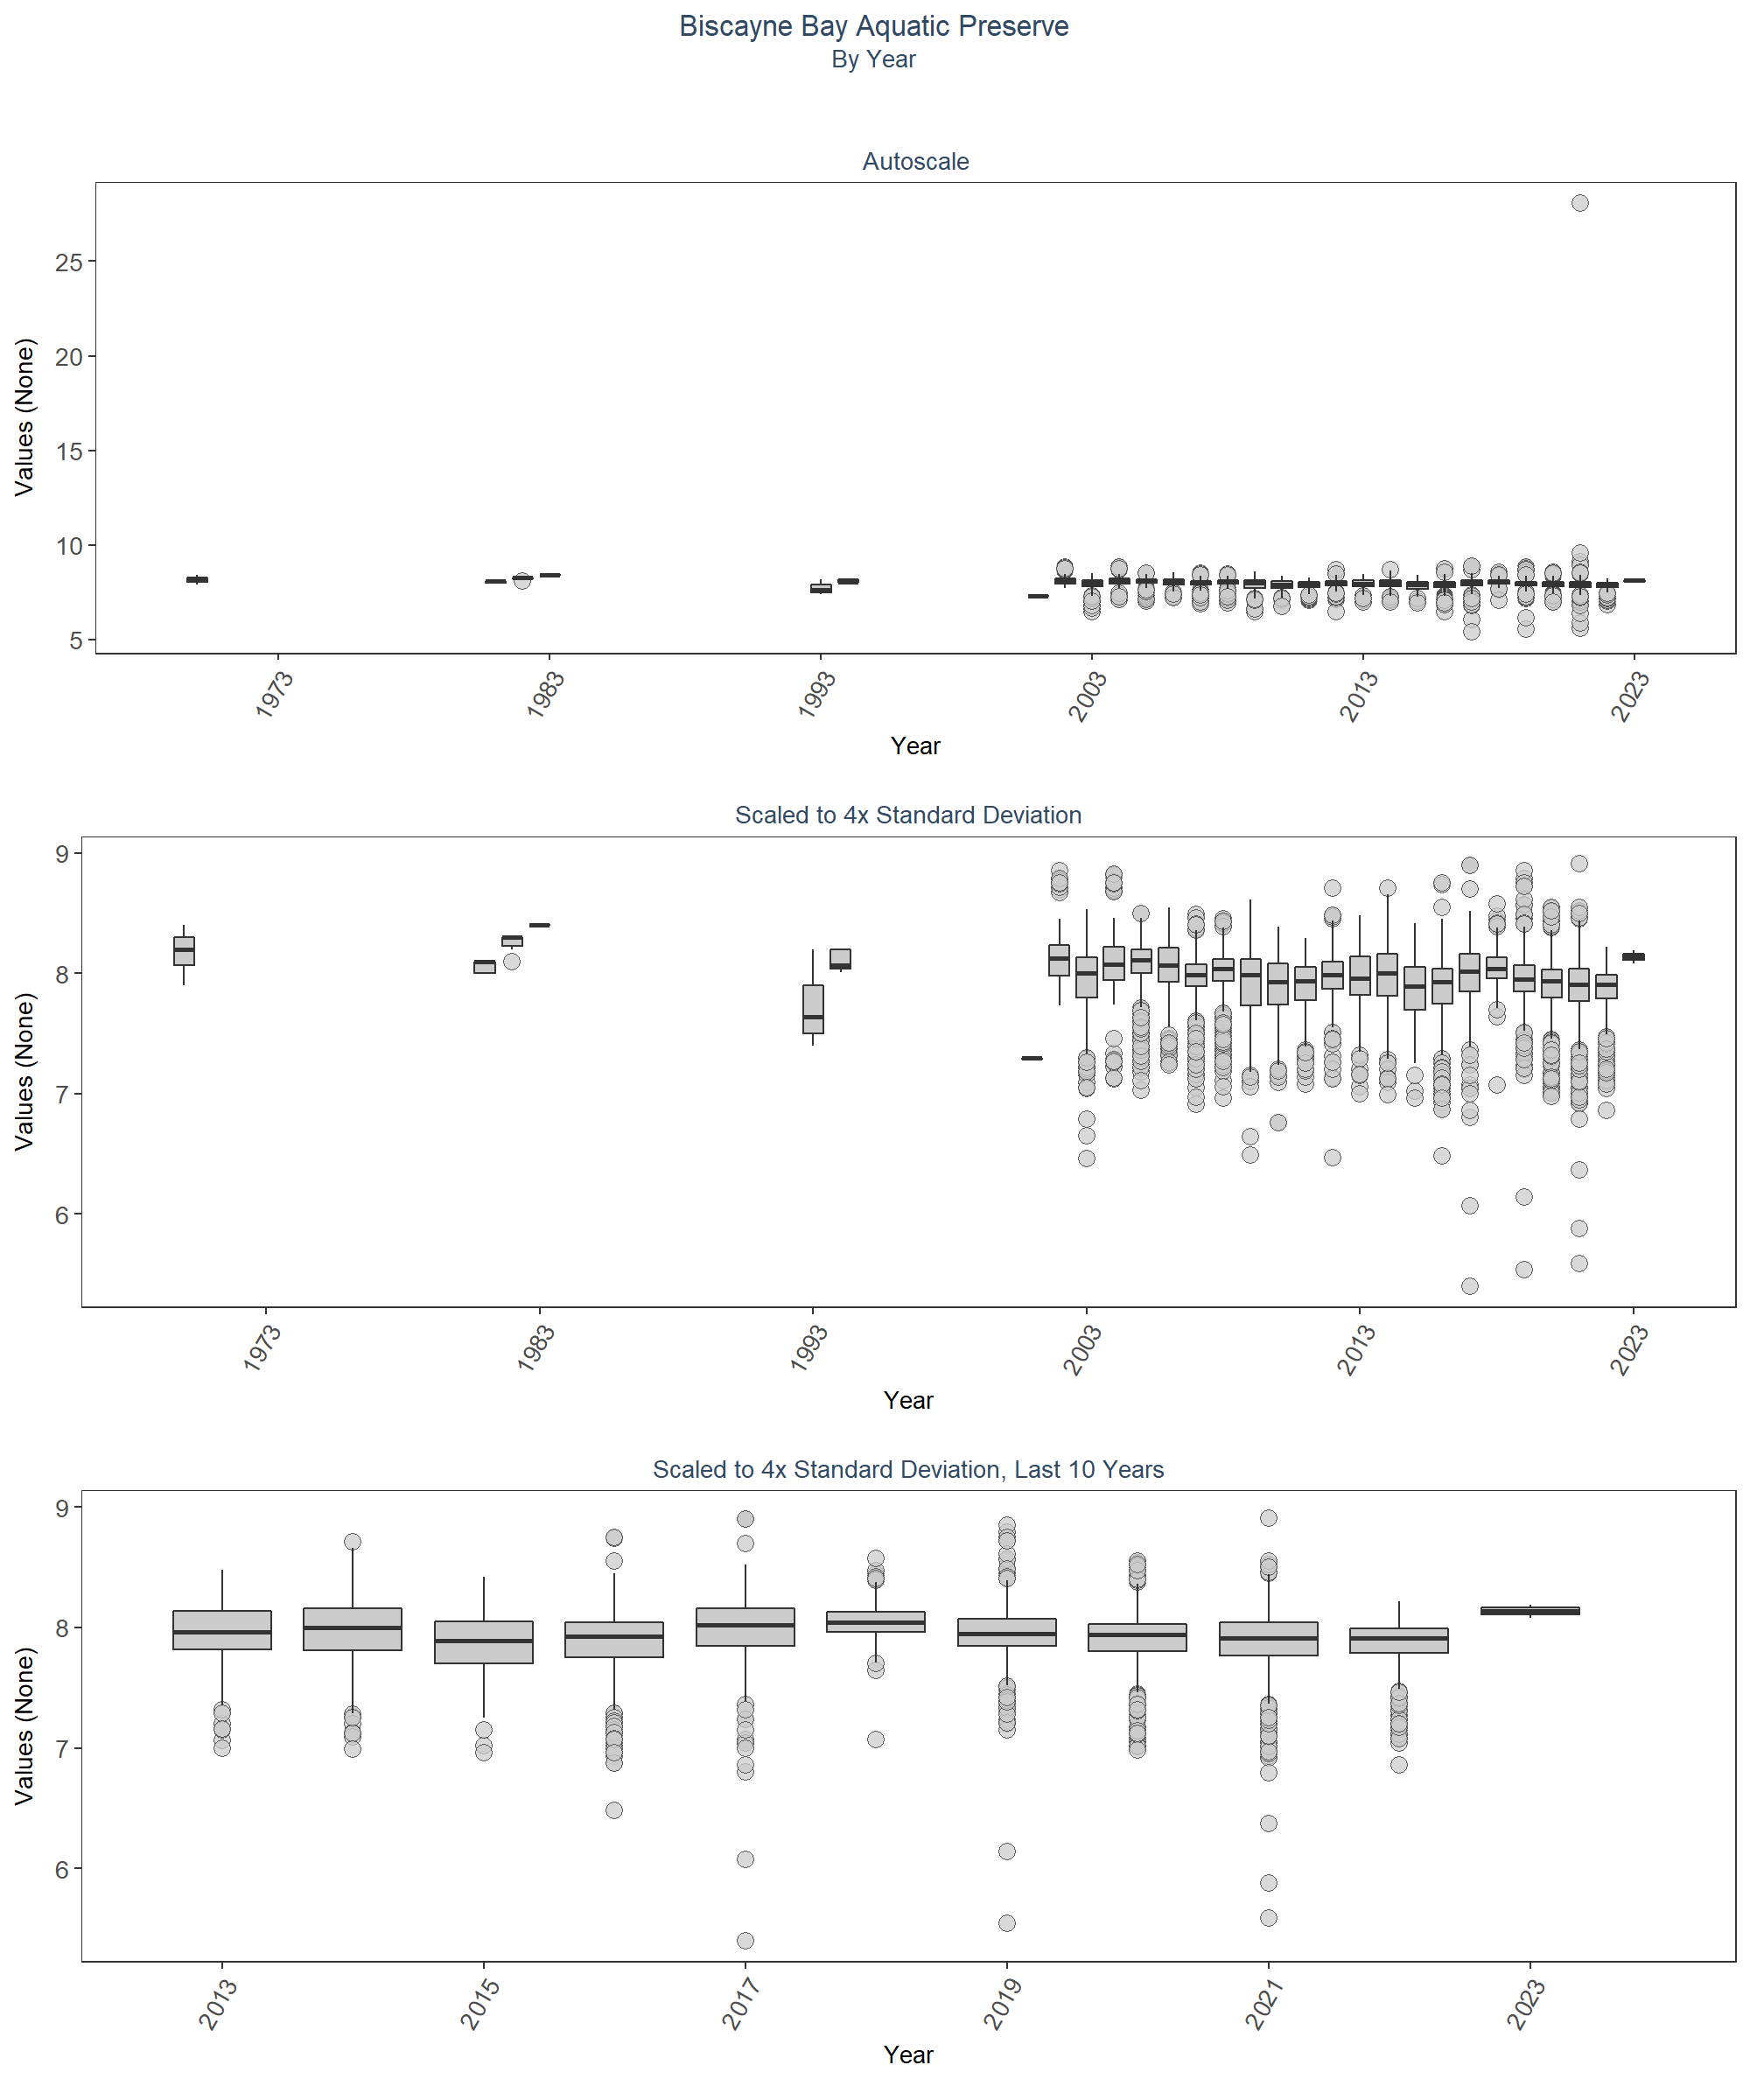 Biscayne Bay Aquatic Preserve
By Year
Autoscale
Values (None)
25
20
15
10
5
1973 1983 1993 2003 2013 2023
Year
Scaled to 4x Standard Deviation
Values (None)
9
8
7
6
1973 1983 1993 2003 2013 2023
Year
Scaled to 4x Standard Deviation, Last 10 Years
Values (None)
9
8
7
6
2013 2015 2017 2019 2021 2023
Year